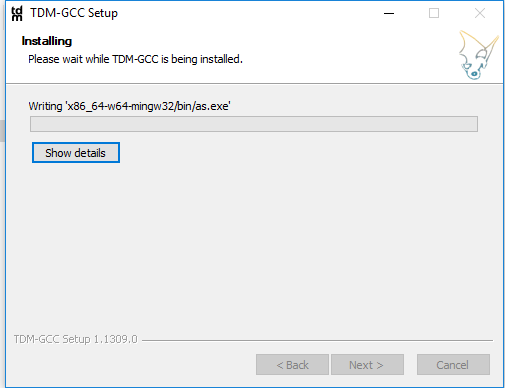 tdm TDM-GCC Setup
Installing
Please wait while TDM-GCC is being installed.
Writing 'x86_64-w64-mingw32/bin/as.exe'
Show details
TDM-GCC Setup 1.1309.0
< Back Next > Cancel